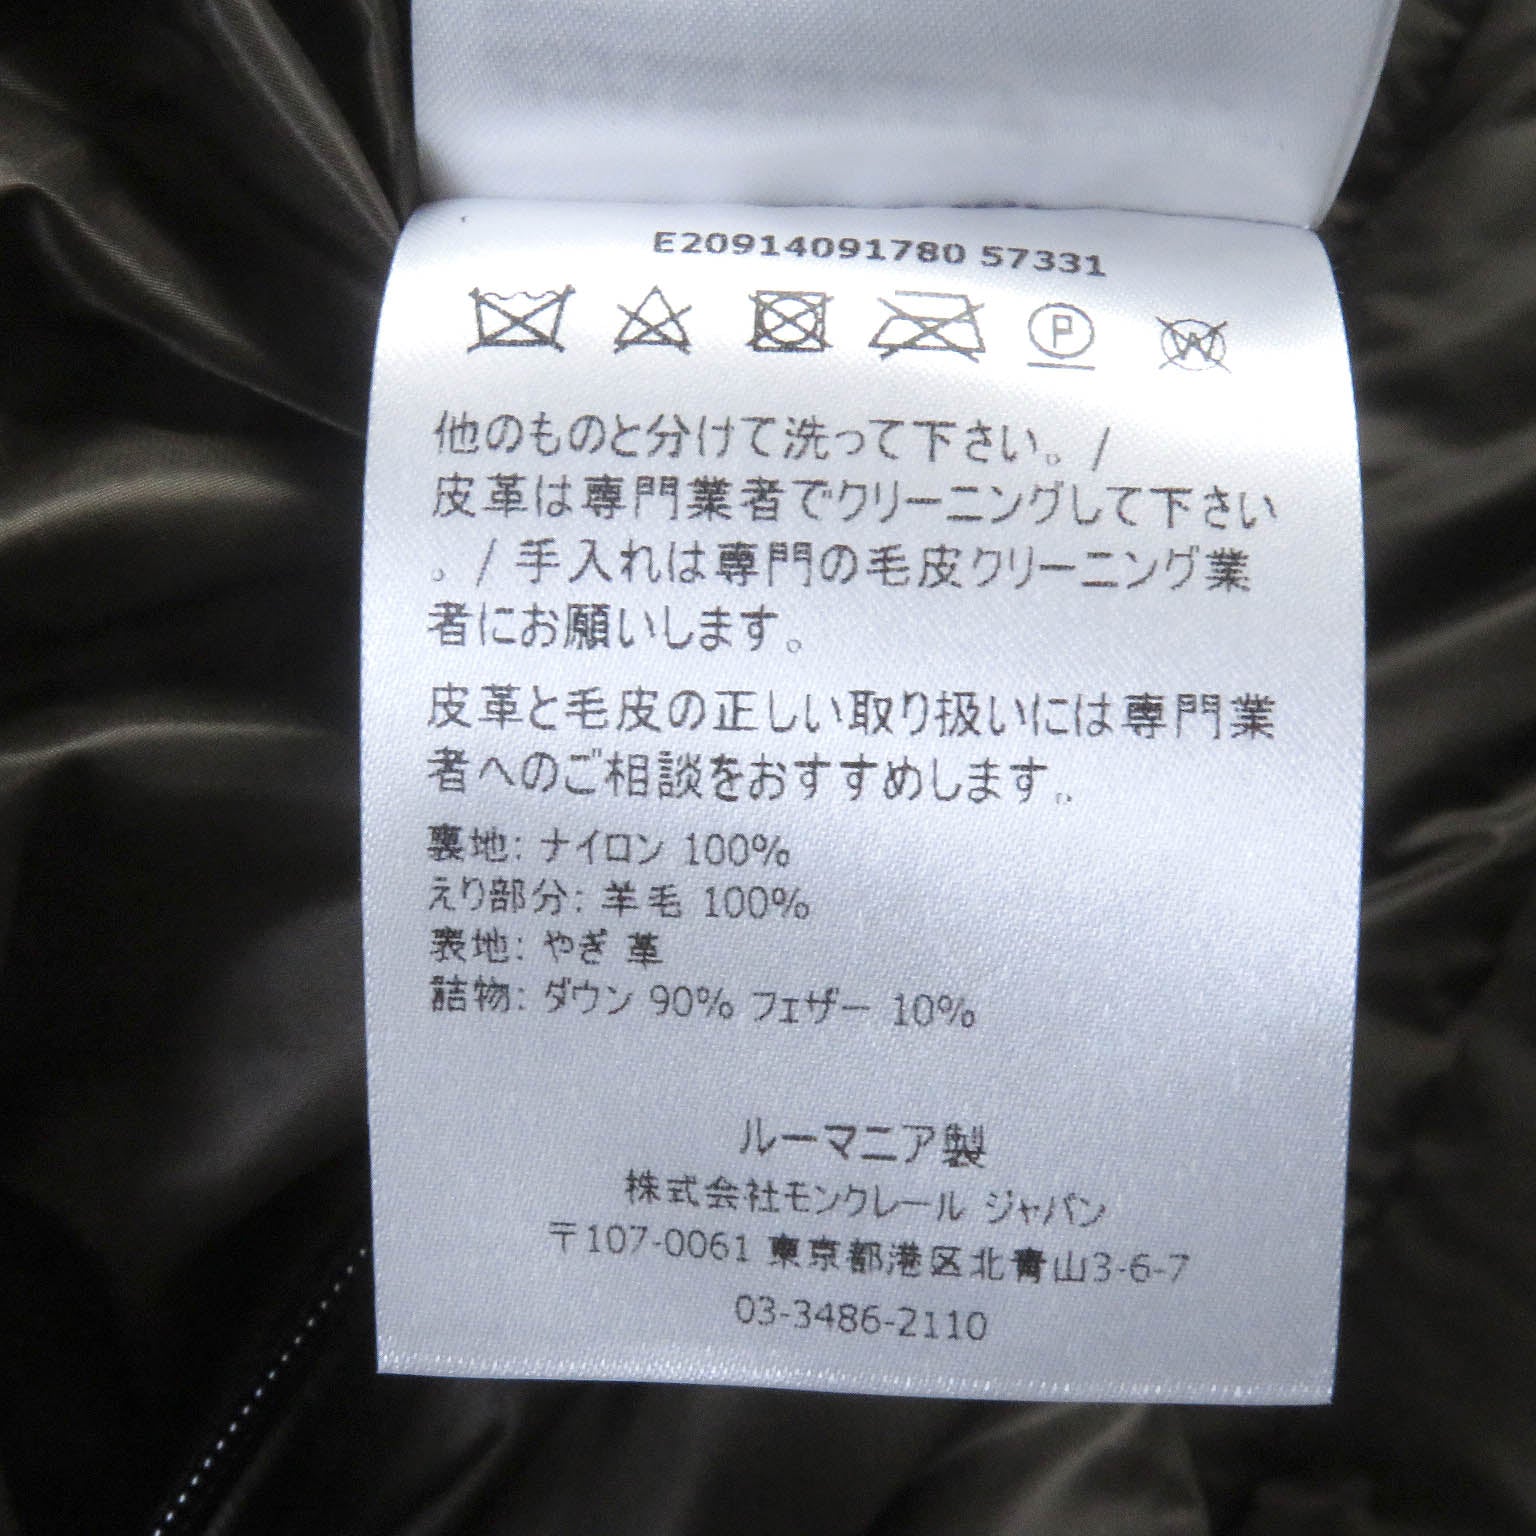 E20914091780 57331
P W
他のものと分けて洗って下さい。/
皮革は専門業者でクリーニングして下さい
。/ 手入れは専門の毛皮クリーニング業
者にお願いします。
皮革と毛皮の正しい取り扱いには専門業
者へのご相談をおすすめします。
裏地: ナイロン 100%
えり部分: 羊毛 100%
表地: やぎ 革
詰物: ダウン 90% フェザー 10%
ルーマニア製
株式会社モンクレール ジャパン
〒107-0061 東京都港区北青山3-6-7
03-3486-2110